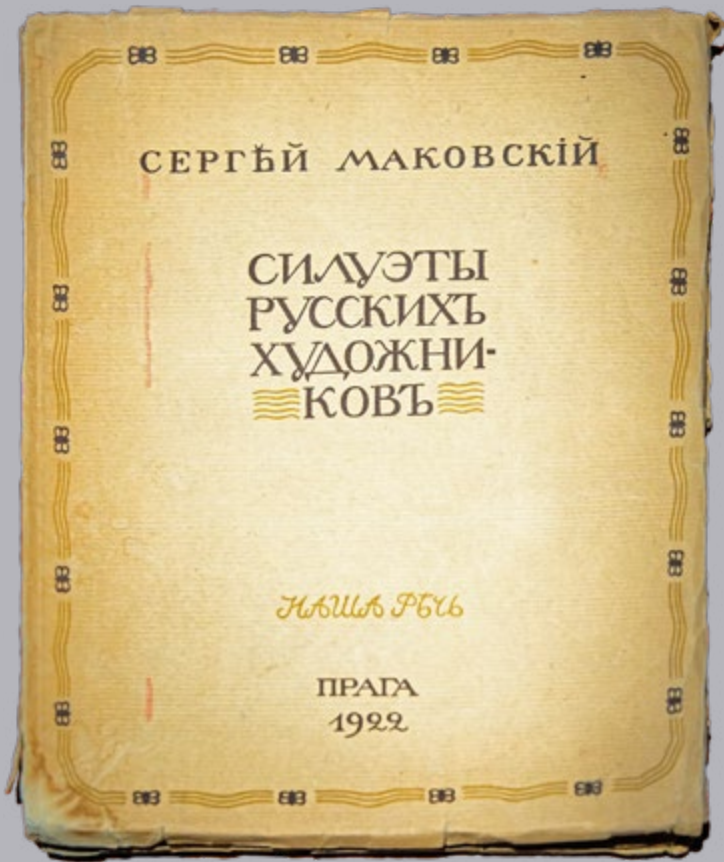 СЕРГѢЙ МАКОВСКІЙ
СИЛУЭТЫ
РУССКИХЪ
ХУДОЖНИ-
КОВЪ
НАША РѢЧЬ
ПРАГА
1922